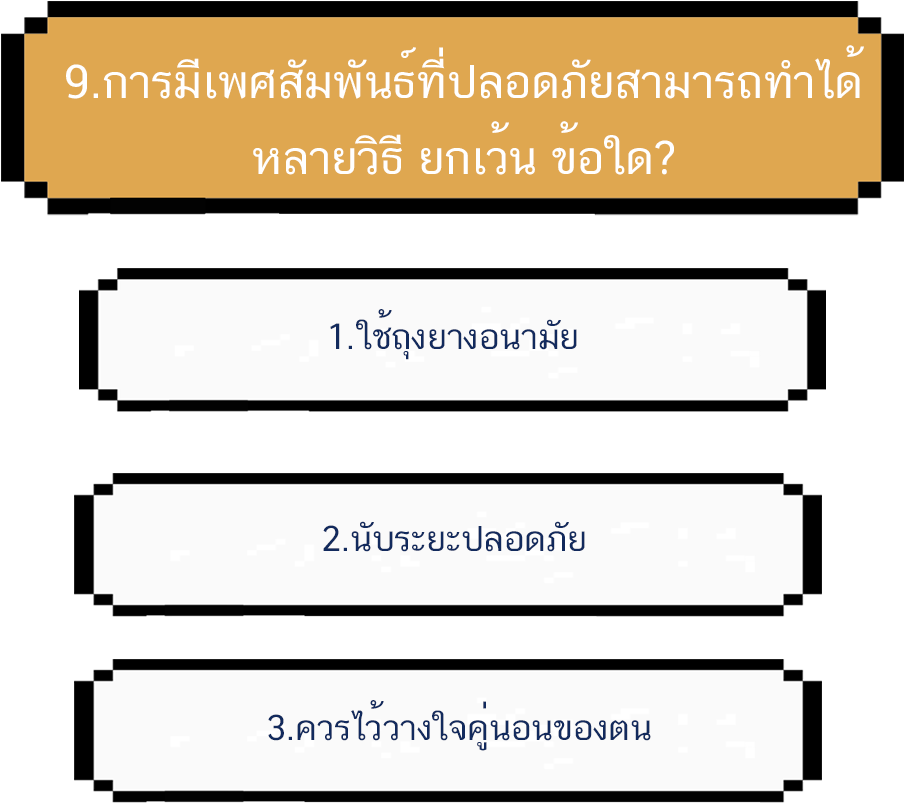 9.การมีเพศสัมพันธ์ที่ปลอดภัยสามารถทำได้
หลายวิธี ยกเว้น ข้อใด?
1.ใช้ถุงยางอนามัย
2.นับระยะปลอดภัย
3.ควรไว้วางใจคู่นอนของตน